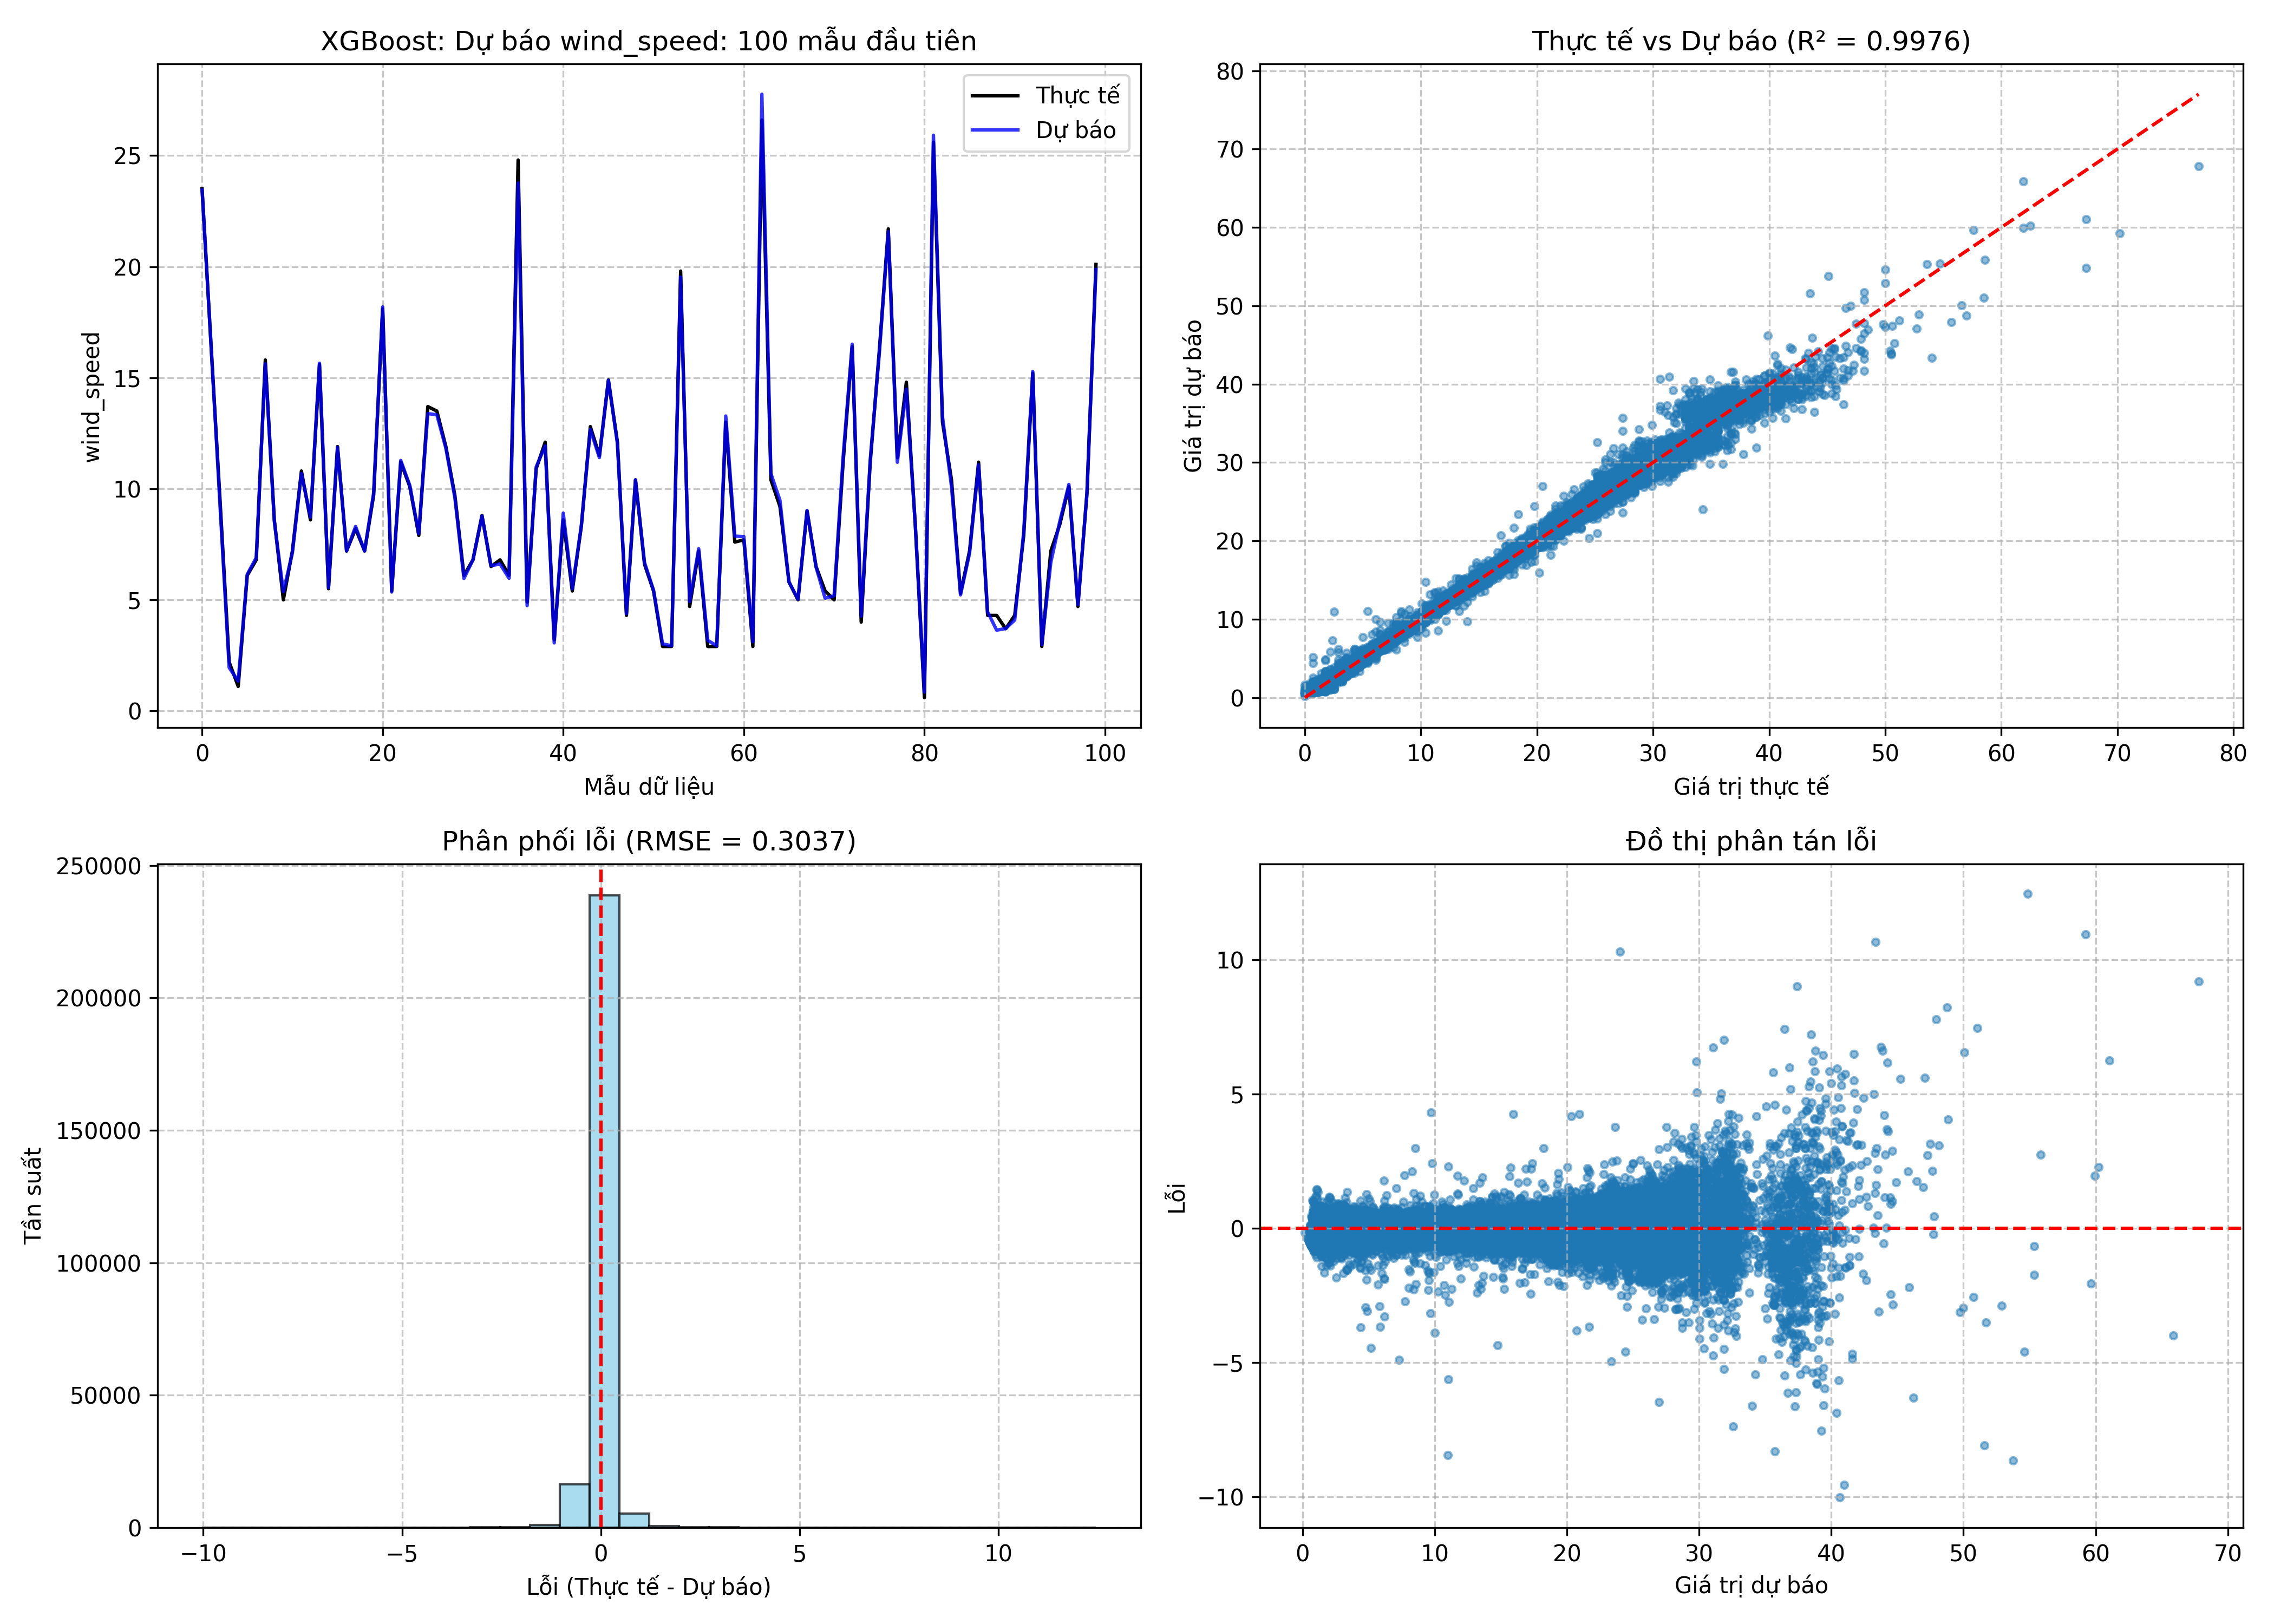 XGBoost: Dự báo wind_speed: 100 mẫu đầu tiên
Thực tế
Dự báo
25
20
15
10
5
0
wind_speed
0 20 40 60 80 100
Mẫu dữ liệu
Thực tế vs Dự báo (R² = 0.9976)
80
70
60
50
40
30
20
10
0
Giá trị dự báo
0 10 20 30 40 50 60 70 80
Giá trị thực tế
Phân phối lỗi (RMSE = 0.3037)
250000
200000
150000
100000
50000
0
Tần suất
−10 −5 0 5 10
Lỗi (Thực tế - Dự báo)
Đồ thị phân tán lỗi
10
5
0
−5
−10
Lỗi
0 10 20 30 40 50 60 70
Giá trị dự báo